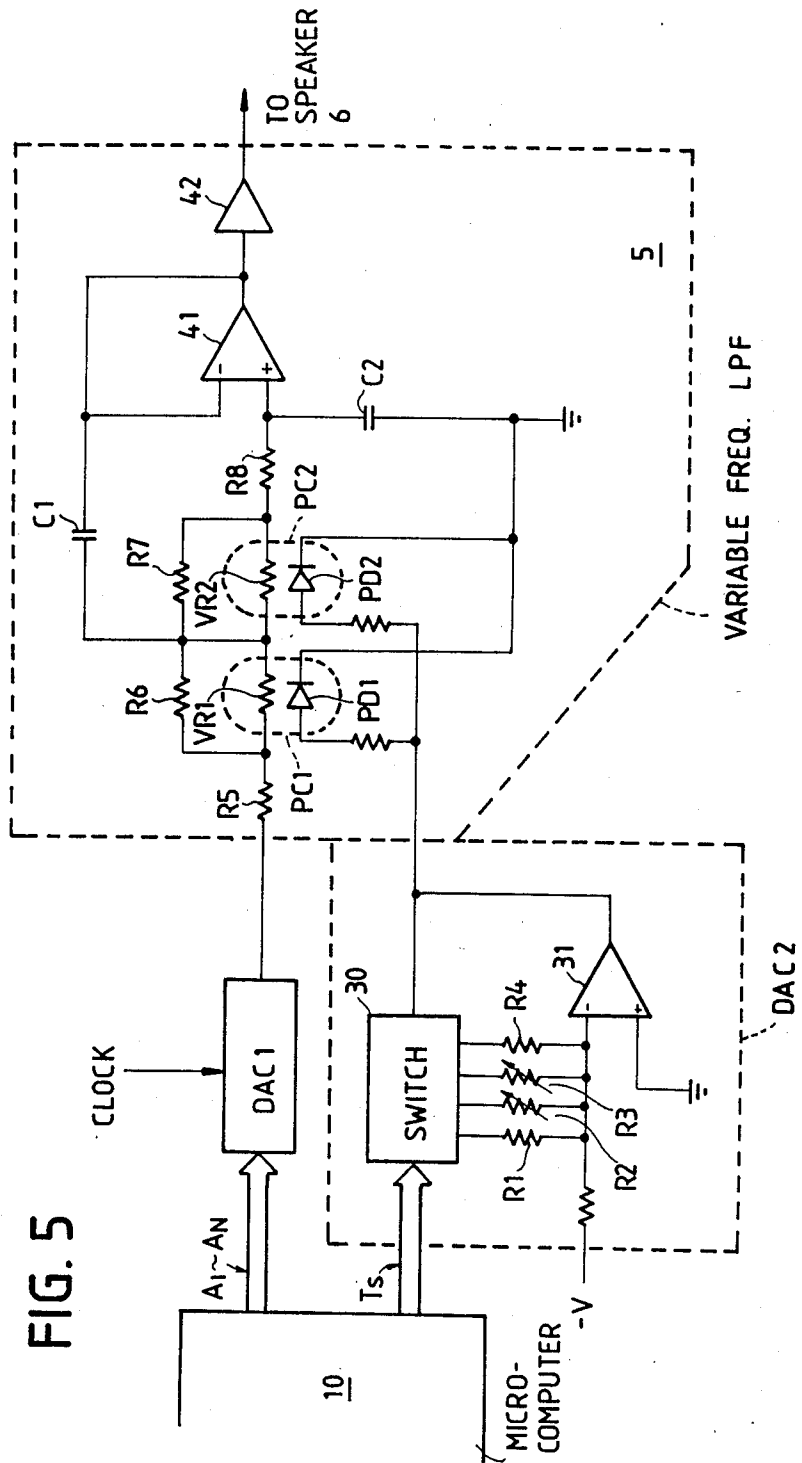 FIG. 5
10
MICRO-
COMPUTER
A1~AN
Ts
CLOCK
DAC1
30
SWITCH
R1
R2
R3
R4
-V
31
-
+
DAC2
R5
R6
VR1
PC1
PD1
R7
VR2
PC2
PD2
R8
C1
C2
41
-
+
42
TO
SPEAKER
6
5
VARIABLE FREQ. LPF